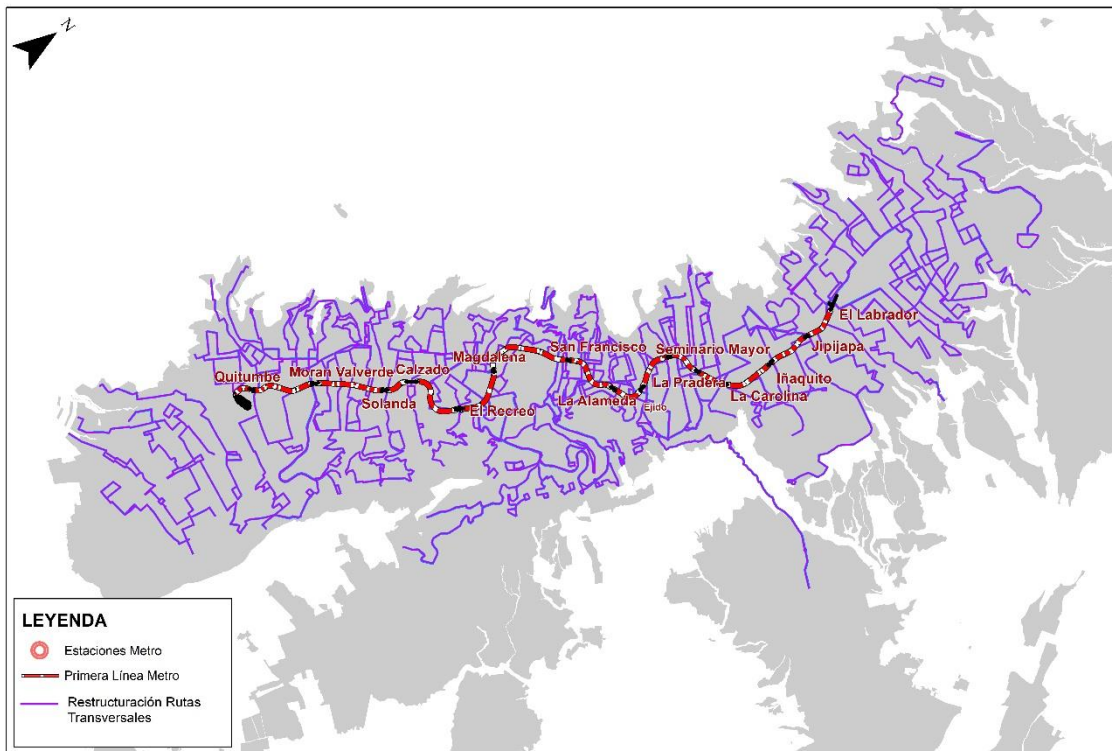 N
El Labrador
Jipijapa
San Francisco
Seminario Mayor
Magdalena
Calzado
Moran Valverde
Quitumbe
Iñaquito
La Pradera
La Carolina
La Alameda
Ejido
Solanda
El Recreo
LEYENDA
Estaciones Metro
Primera Línea Metro
Restructuración Rutas
Transversales